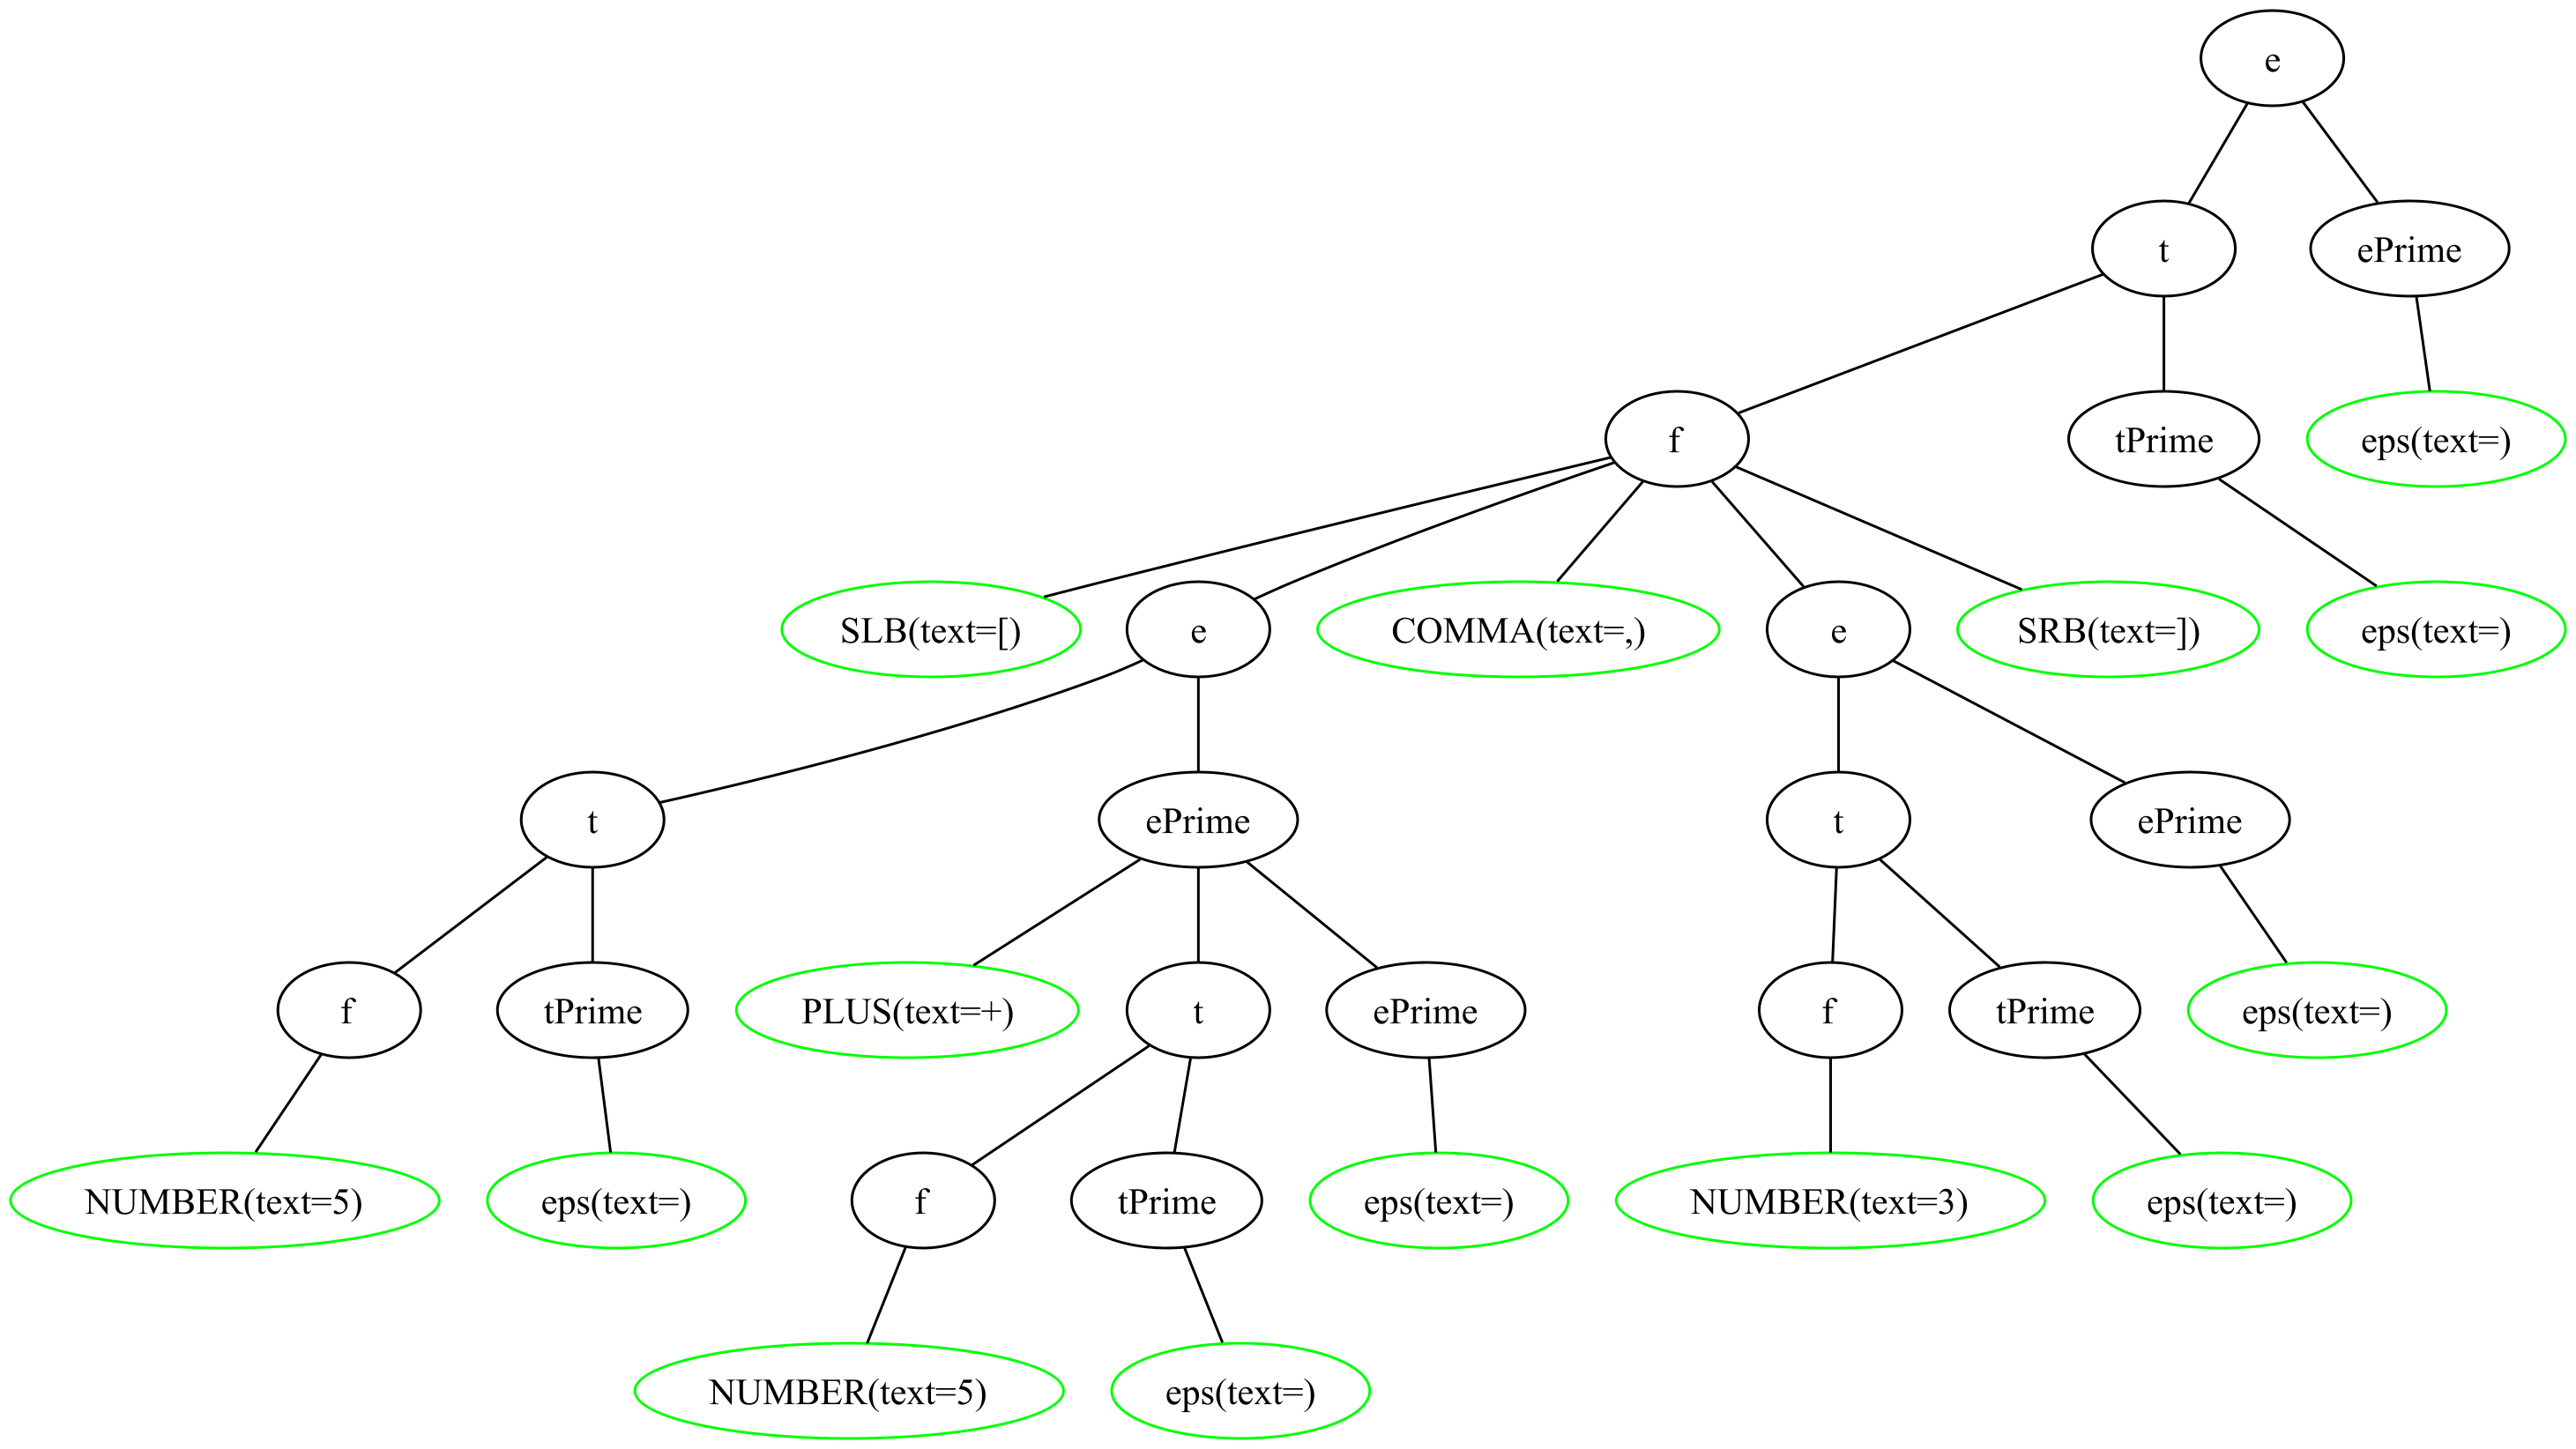 e
t
ePrime
f
tPrime
eps(text=)
SLB(text=[)
e
COMMA(text=,)
e
SRB(text=])
eps(text=)
t
ePrime
t
ePrime
f
tPrime
PLUS(text=+)
t
ePrime
f
tPrime
eps(text=)
NUMBER(text=5)
eps(text=)
f
tPrime
eps(text=)
NUMBER(text=3)
eps(text=)
NUMBER(text=5)
eps(text=)